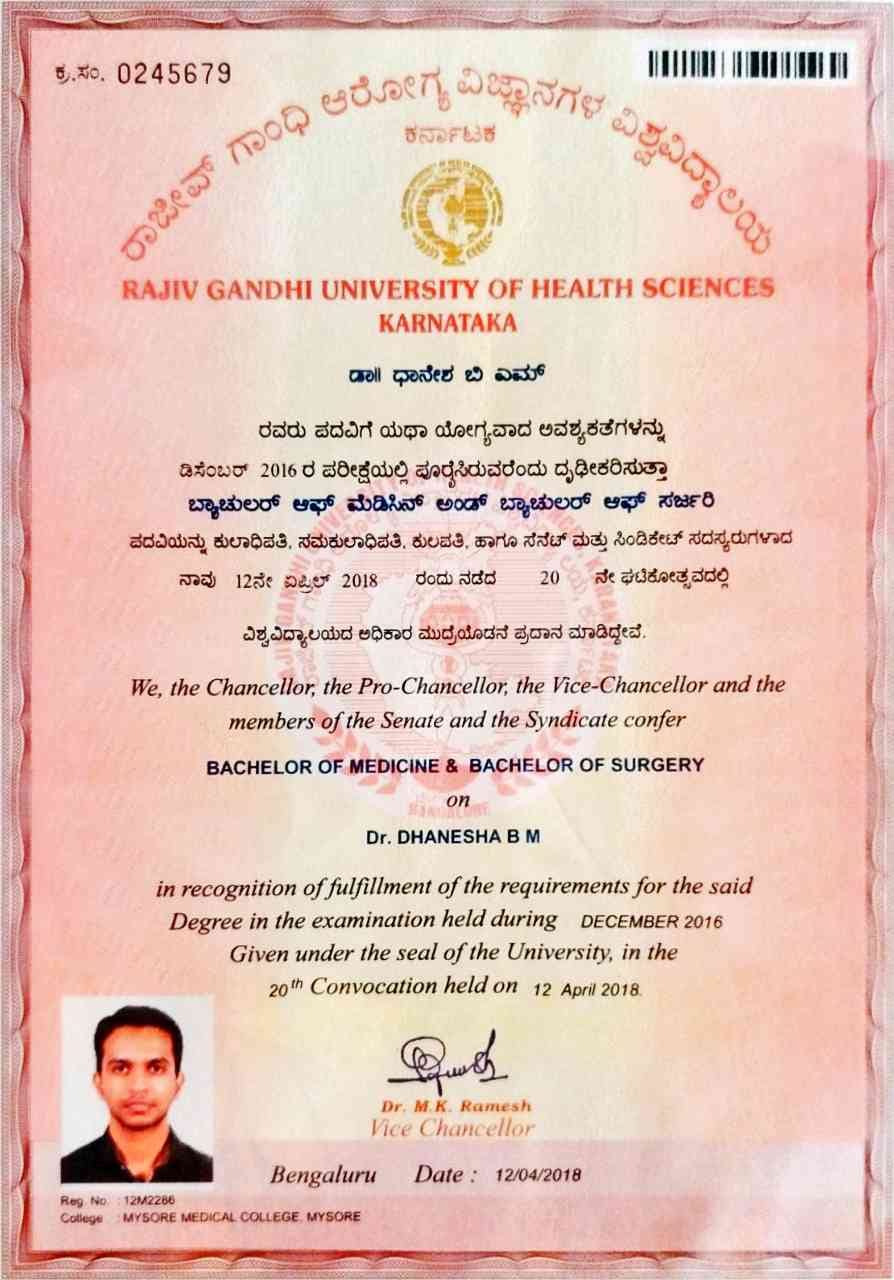 ಕ್ರ.ಸಂ. 0245679
ರಾಜೀವ್ ಗಾಂಧಿ ಆರೋಗ್ಯ ವಿಜ್ಞಾನಗಳ ವಿಶ್ವವಿದ್ಯಾಲಯ
ಕರ್ನಾಟಕ
RAJIV GANDHI UNIVERSITY OF HEALTH SCIENCES
KARNATAKA
ಡಾ|| ಧಾನೇಶ ಬಿ ಎಮ್
ರವರು ಪದವಿಗೆ ಯಥಾ ಯೋಗ್ಯವಾದ ಅವಶ್ಯಕತೆಗಳನ್ನು
ಡಿಸೆಂಬರ್ 2016 ರ ಪರೀಕ್ಷೆಯಲ್ಲಿ ಪೂರೈಸಿರುವರೆಂದು ದೃಢೀಕರಿಸುತ್ತಾ
ಬ್ಯಾಚುಲರ್ ಆಫ್ ಮೆಡಿಸಿನ್ ಅಂಡ್ ಬ್ಯಾಚುಲರ್ ಆಫ್ ಸರ್ಜರಿ
ಪದವಿಯನ್ನು ಕುಲಾಧಿಪತಿ, ಸಮಕುಲಾಧಿಪತಿ, ಕುಲಪತಿ, ಹಾಗೂ ಸೆನೆಟ್ ಮತ್ತು ಸಿಂಡಿಕೇಟ್ ಸದಸ್ಯರುಗಳಾದ
ನಾವು 12ನೇ ಏಪ್ರಿಲ್ 2018 ರಂದು ನಡೆದ 20 ನೇ ಘಟಿಕೋತ್ಸವದಲ್ಲಿ
ವಿಶ್ವವಿದ್ಯಾಲಯದ ಅಧಿಕಾರ ಮುದ್ರೆಯೊಡನೆ ಪ್ರದಾನ ಮಾಡಿದ್ದೇವೆ.
We, the Chancellor, the Pro-Chancellor, the Vice-Chancellor and the
members of the Senate and the Syndicate confer
BACHELOR OF MEDICINE & BACHELOR OF SURGERY
on
Dr. DHANESHA B M
in recognition of fulfillment of the requirements for the said
Degree in the examination held during DECEMBER 2016
Given under the seal of the University, in the
20th Convocation held on 12 April 2018.
Dr. M.K. Ramesh
Vice Chancellor
Bengaluru Date : 12/04/2018
Reg. No. : 12M2266
College : MYSORE MEDICAL COLLEGE. MYSORE